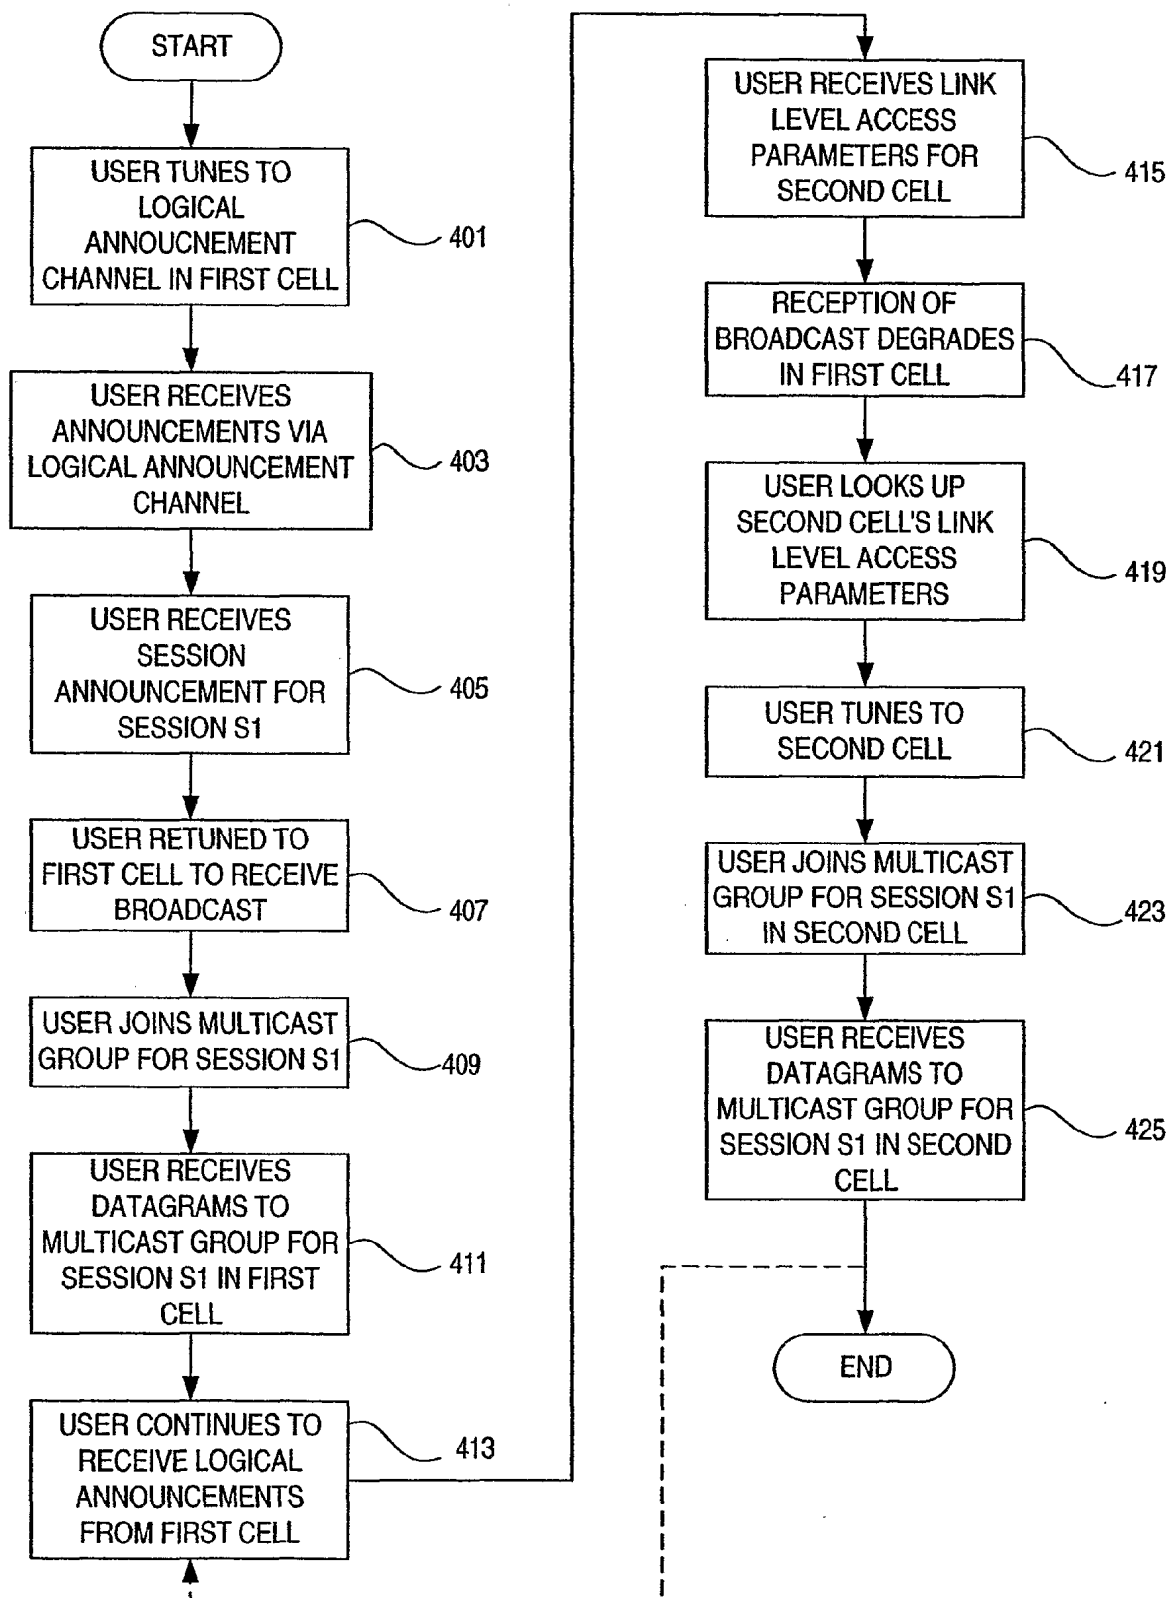 START
USER TUNES TO
LOGICAL
ANNOUCNEMENT
CHANNEL IN FIRST CELL
401
USER RECEIVES
ANNOUNCEMENTS VIA
LOGICAL ANNOUNCEMENT
CHANNEL
403
USER RECEIVES
SESSION
ANNOUNCEMENT FOR
SESSION S1
405
USER RETUNED TO
FIRST CELL TO RECEIVE
BROADCAST
407
USER JOINS MULTICAST
GROUP FOR SESSION S1
409
USER RECEIVES
DATAGRAMS TO
MULTICAST GROUP FOR
SESSION S1 IN FIRST
CELL
411
USER CONTINUES TO
RECEIVE LOGICAL
ANNOUNCEMENTS
FROM FIRST CELL
413
USER RECEIVES LINK
LEVEL ACCESS
PARAMETERS FOR
SECOND CELL
415
RECEPTION OF
BROADCAST DEGRADES
IN FIRST CELL
417
USER LOOKS UP
SECOND CELL'S LINK
LEVEL ACCESS
PARAMETERS
419
USER TUNES TO
SECOND CELL
421
USER JOINS MULTICAST
GROUP FOR SESSION S1
IN SECOND CELL
423
USER RECEIVES
DATAGRAMS TO
MULTICAST GROUP FOR
SESSION S1 IN SECOND
CELL
425
END